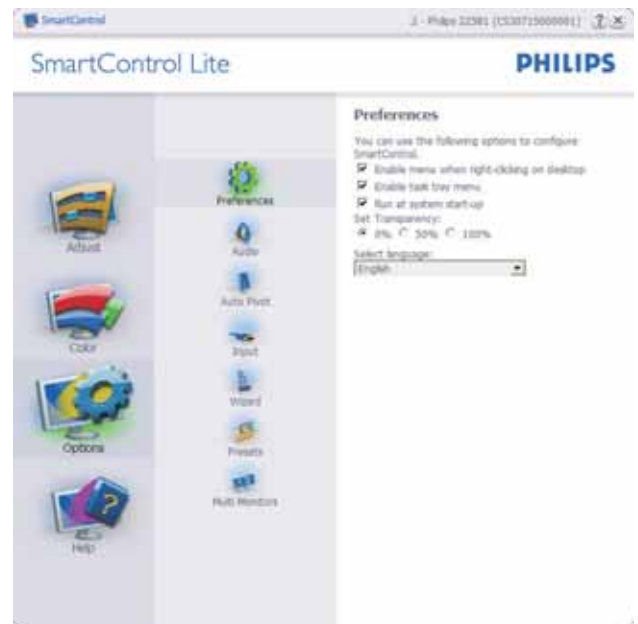 SmartControl
SmartControl Lite
PHILIPS
Adjust
Color
Options
Help
Preferences
Audio
Auto Pivot
Input
Wizard
Presets
Multi Monitors
Preferences
You can use the following options to configure
SmartControl.
Enable menu when right-clicking on desktop
Enable task tray menu
Run at system start-up
Set Transparency:
0% 50% 100%
Select language:
English